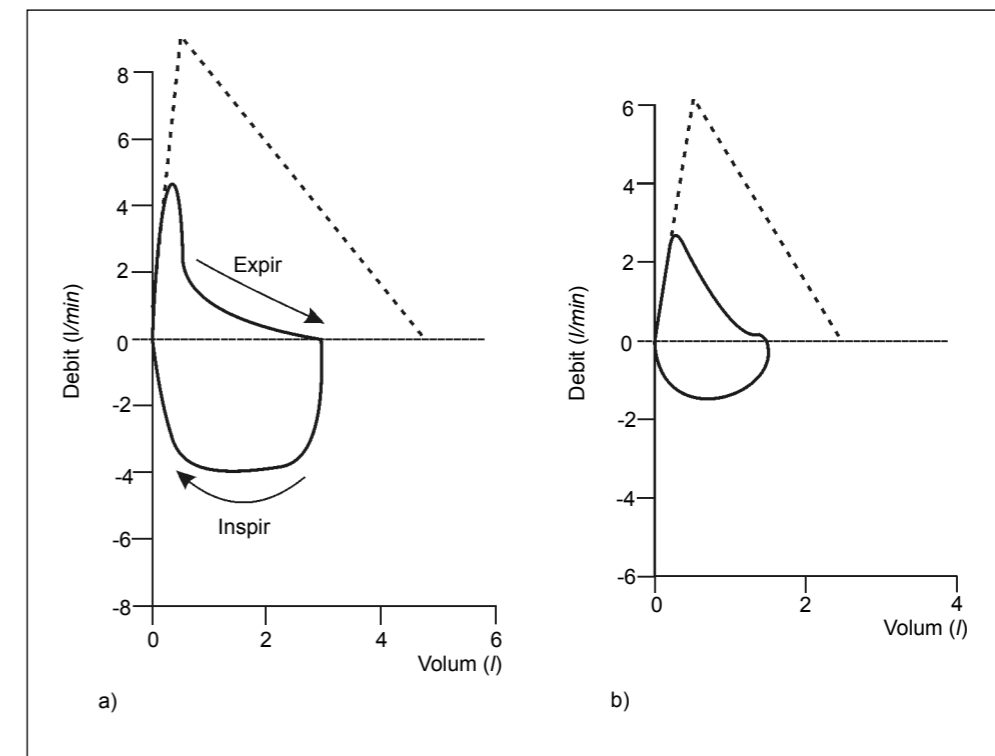 8
6
4
2
0
-2
-4
-6
-8
Debit (l/min)
Expir
Inspir
0 2 4 6
Volum (l)
a)
6
4
2
0
-2
-4
-6
Debit (l/min)
0 2 4
Volum (l)
b)